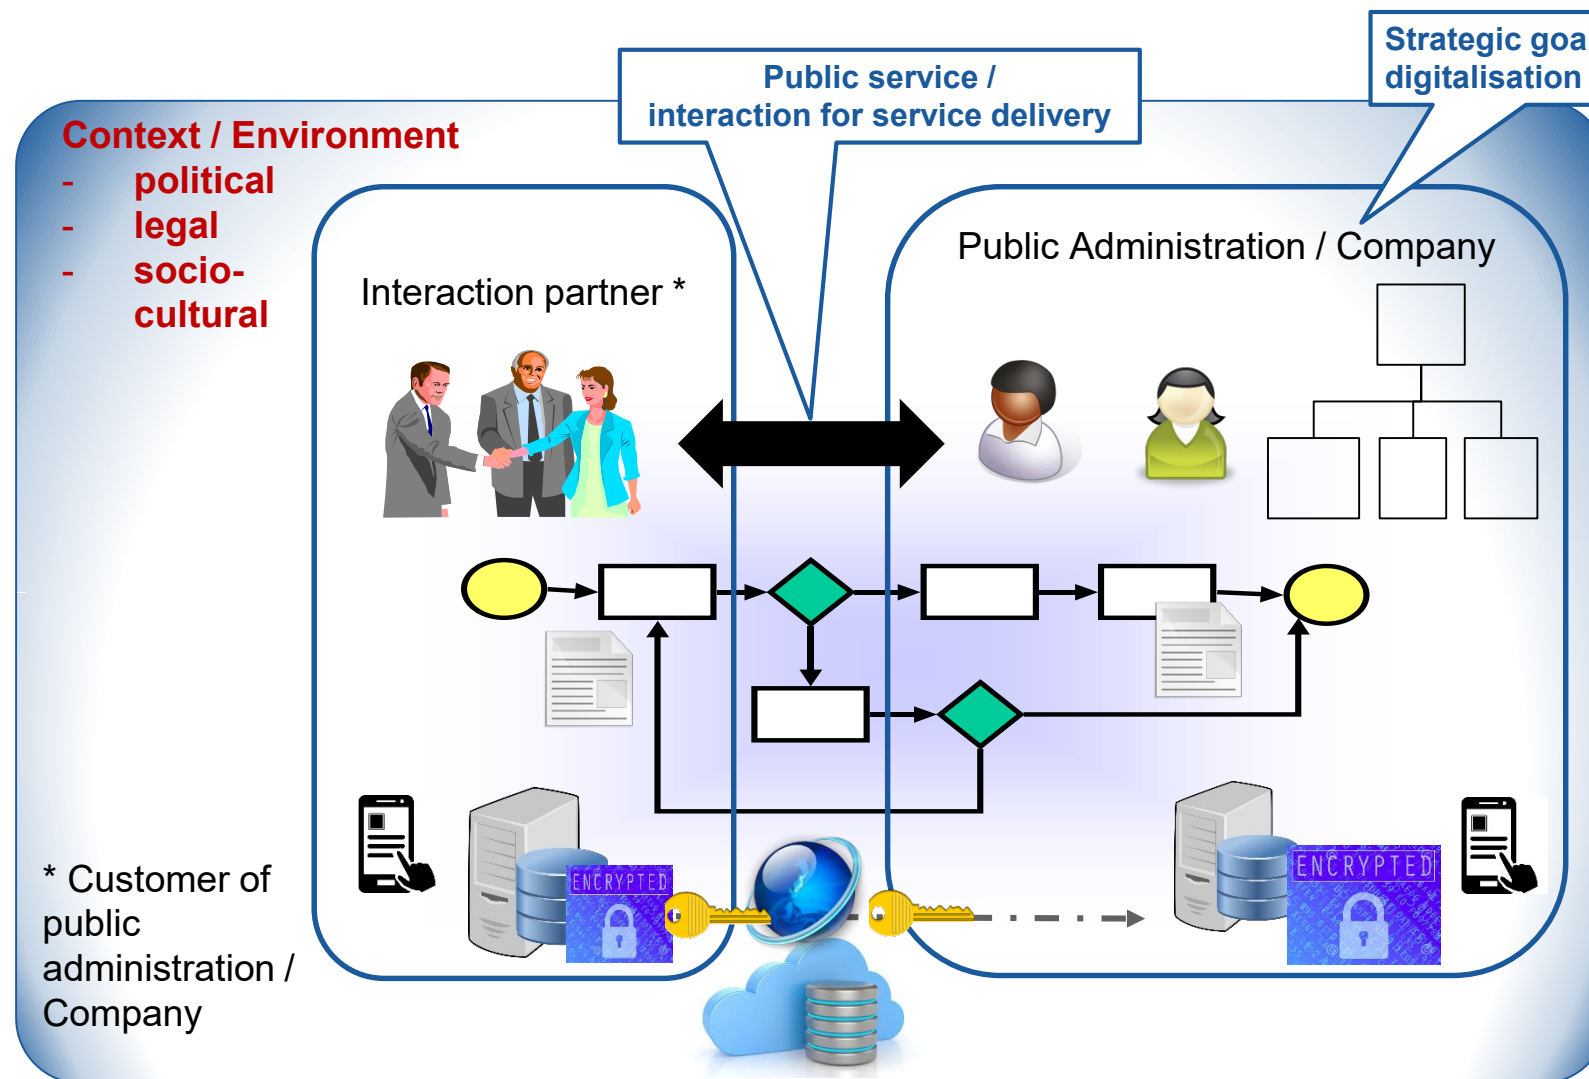 Strategic goa
digitalisation
Public service /
interaction for service delivery
Context / Environment
- political
- legal
- socio-
cultural
Public Administration / Company
Interaction partner *
ENCRYPTED
ENCRYPTED
* Customer of
public
administration /
Company